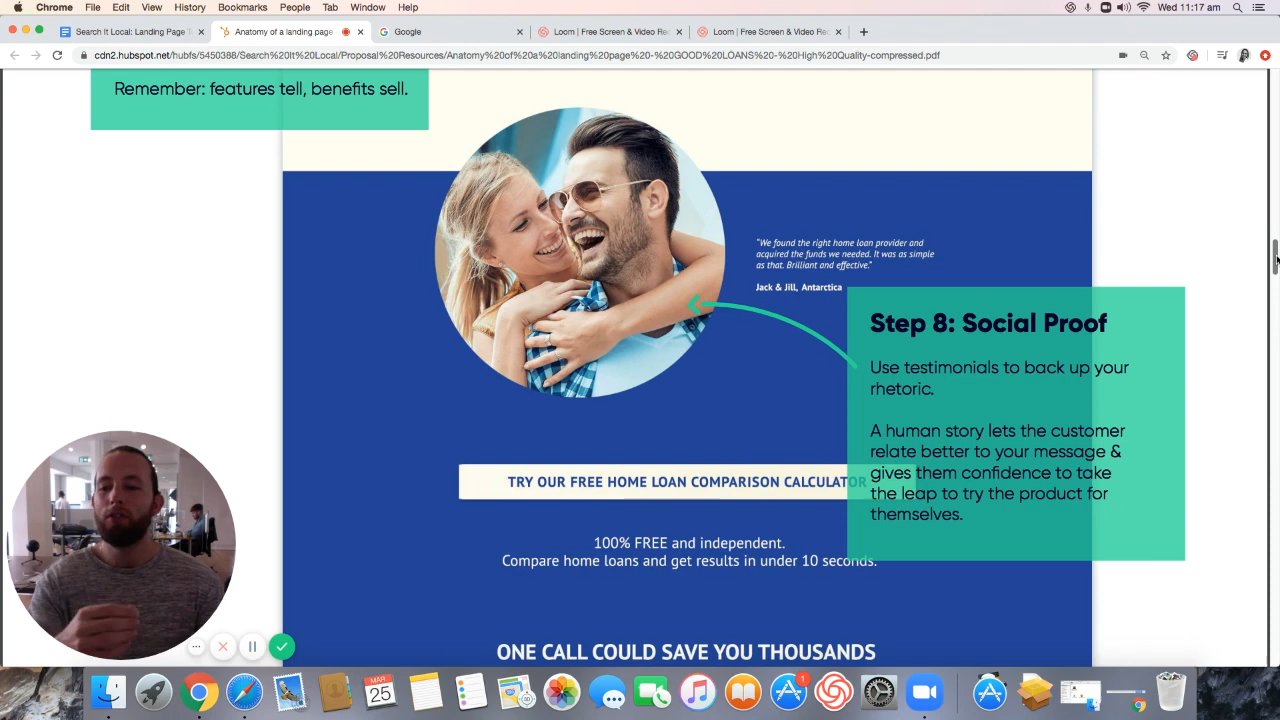 Chrome File Edit View History Bookmarks People Tab Window Help
Wed 11:17 am
Search It Local: Landing Page T
Anatomy of a landing page
Google
Loom | Free Screen & Video Rec
Loom | Free Screen & Video Rec
cdn2.hubspot.net/hubfs/5450388/Search%20It%20Local/Proposal%20Resources/Anatomy%20of%20a%20landing%20page%20-%20GOOD%20LOANS%20-%20High%20Quality-compressed.pdf
Remember: features tell, benefits sell.
"We found the right home loan provider and
acquired the funds we needed. It was as simple
as that. Brilliant and effective."
Jack & Jill, Antarctica
Step 8: Social Proof
Use testimonials to back up your
rhetoric.
A human story lets the customer
relate better to your message &
gives them confidence to take
the leap to try the product for
themselves.
TRY OUR FREE HOME LOAN COMPARISON CALCULATOR
100% FREE and independent.
Compare home loans and get results in under 10 seconds.
ONE CALL COULD SAVE YOU THOUSANDS
MAR
25
1